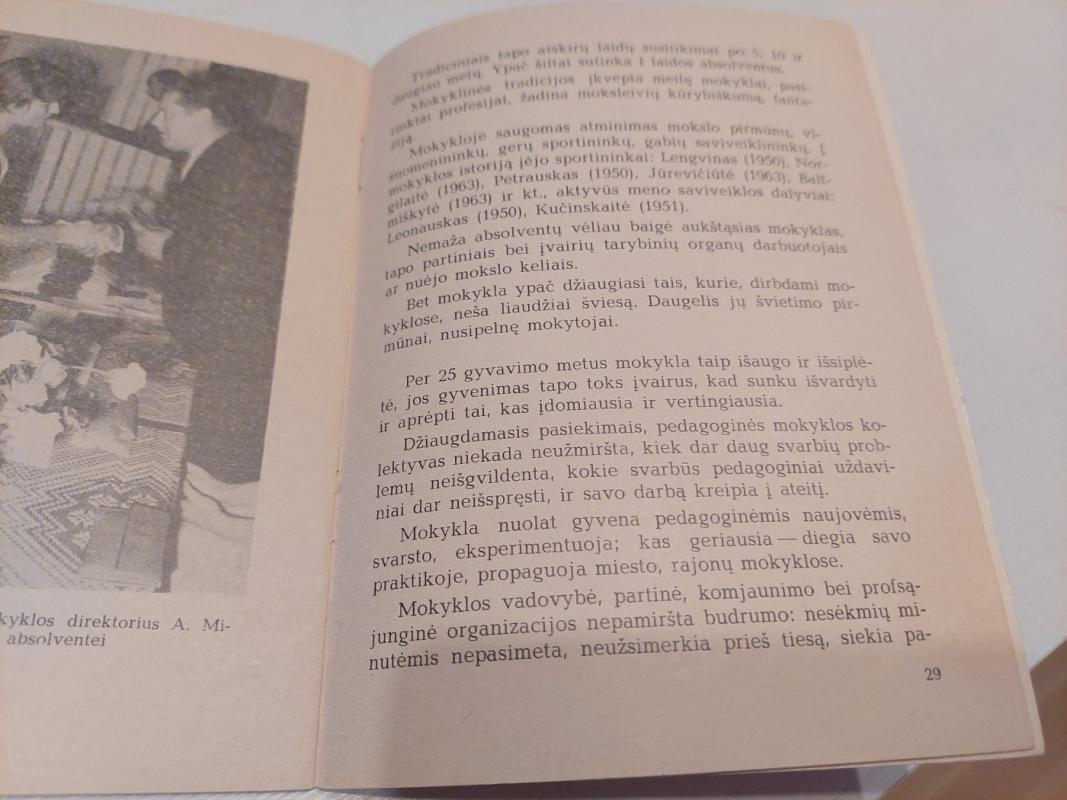 kyklos direktorius A. Mi-
absolventei
Tradiciniais tapo atskirų laidų susitikimai po 5, 10 ir
daugiau metų. Ypač šiltai sutinka I laidos absolventus.
Mokyklinės tradicijos įkvepia meilę mokyklai, pasi-
rinktai profesijai, žadina moksleivių kūrybiškumą, fanta-
ziją.
Mokykloje saugomas atminimas mokslo pirmūnų, vi-
suomenininkų, gerų sportininkų, gabių saviveiklininkų. Į
mokyklos istoriją įėjo sportininkai: Lengvinas (1950), Nor-
gilaitė (1963), Petrauskas (1950), Jūrevičiūtė (1963), Balt-
miškytė (1963) ir kt., aktyvūs meno saviveiklos dalyviai:
Leonauskas (1950), Kučinskaitė (1951).
Nemaža absolventų vėliau baigė aukštąsias mokyklas,
tapo partiniais bei įvairių tarybinių organų darbuotojais
ar nuėjo mokslo keliais.
Bet mokykla ypač džiaugiasi tais, kurie, dirbdami mo-
kyklose, neša liaudžiai šviesą. Daugelis jų švietimo pir-
mūnai, nusipelnę mokytojai.
Per 25 gyvavimo metus mokykla taip išaugo ir išsiplė-
tė, jos gyvenimas tapo toks įvairus, kad sunku išvardyti
ir aprėpti tai, kas įdomiausia ir vertingiausia.
Džiaugdamasis pasiekimais, pedagoginės mokyklos ko-
lektyvas niekada neužmiršta, kiek dar daug svarbių prob-
lemų neišgvildenta, kokie svarbūs pedagoginiai uždavi-
niai dar neišspręsti, ir savo darbą kreipia į ateitį.
Mokykla nuolat gyvena pedagoginėmis naujovėmis,
svarsto, eksperimentuoja; kas geriausia — diegia savo
praktikoje, propaguoja miesto, rajonų mokyklose.
Mokyklos vadovybė, partinė, komjaunimo bei profsą-
junginė organizacijos nepamiršta budrumo: nesėkmių mi-
nutėmis nepasimeta, neužsimerkia prieš tiesą, siekia pa-
29